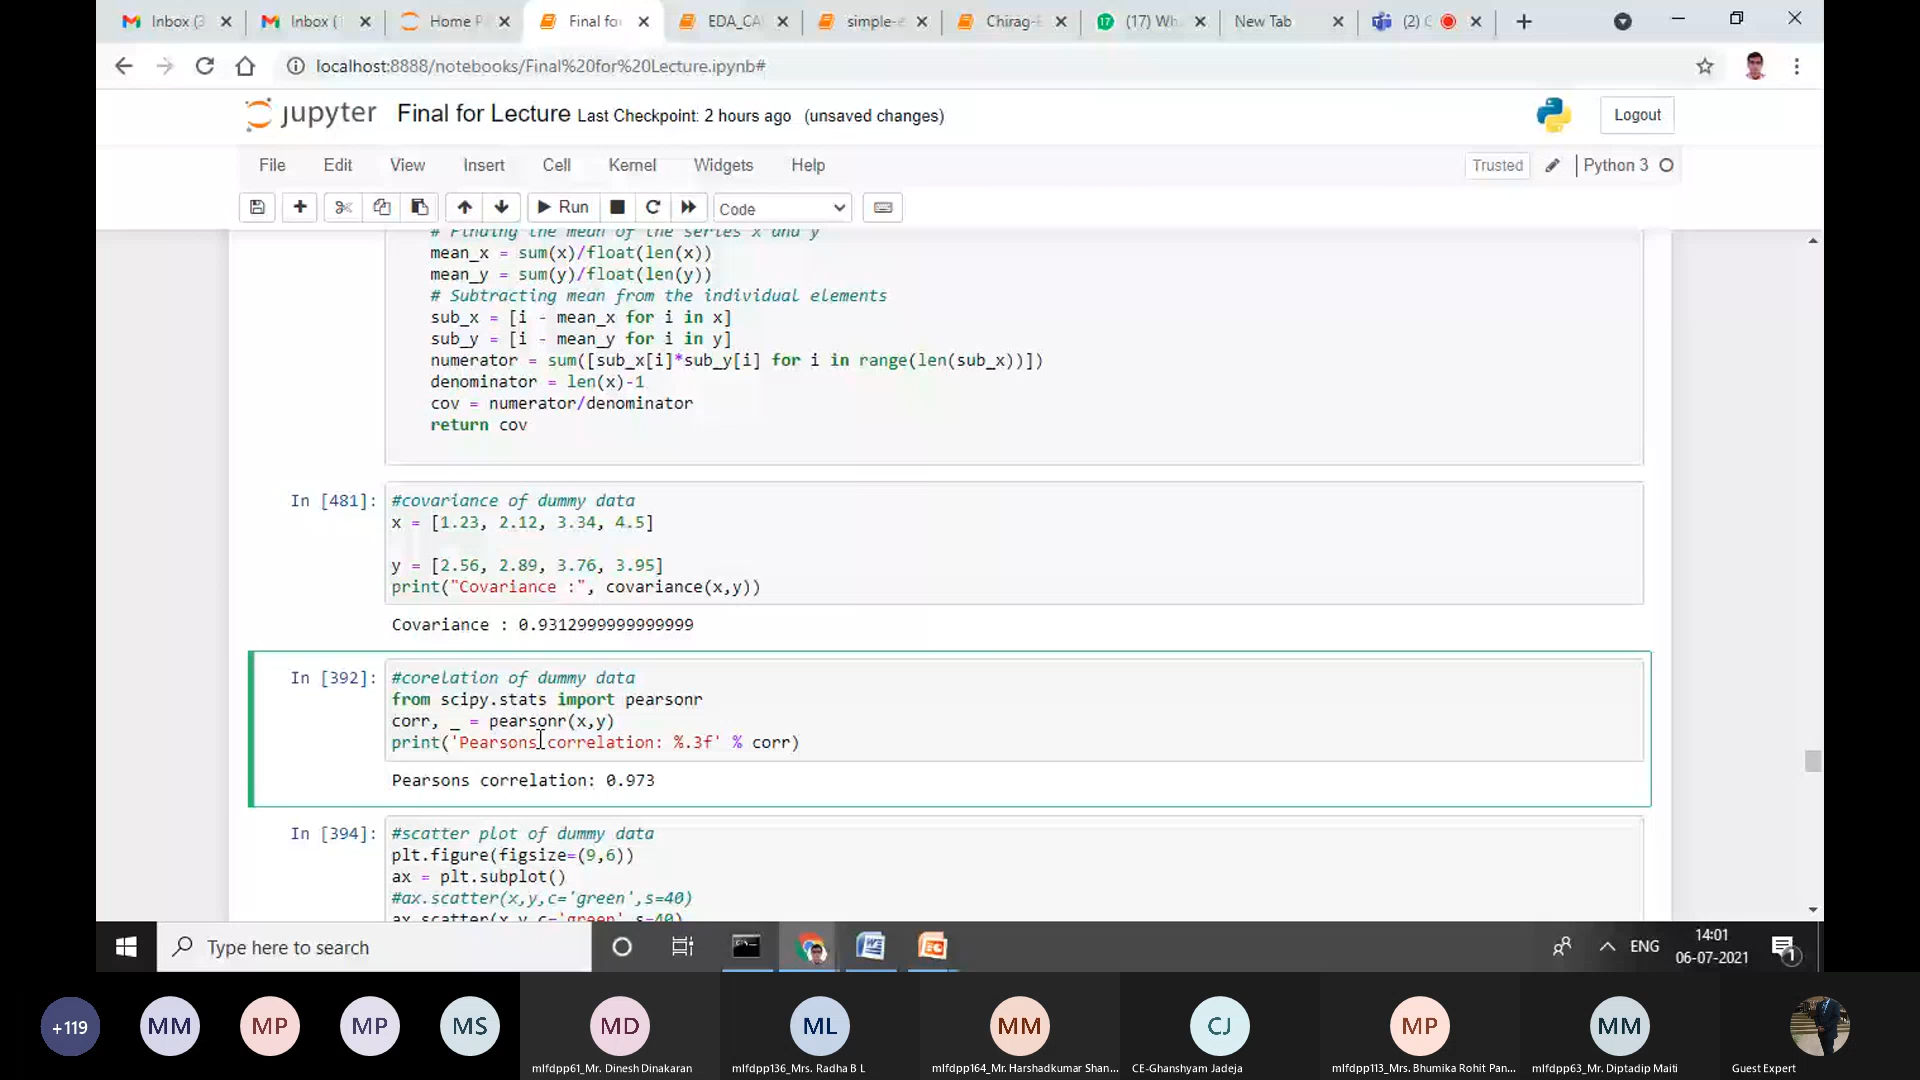 Inbox (3
Inbox (1
Home P
Final fo
EDA_CA
simple-e
Chirag-E
(17) Wh
New Tab
(2) C
localhost:8888/notebooks/Final%20for%20Lecture.ipynb#
jupyter
Final for Lecture Last Checkpoint: 2 hours ago (unsaved changes)
Logout
File Edit View Insert Cell Kernel Widgets Help
Trusted
Python 3
Run
Code
# Finding the mean of the series x and y
mean_x = sum(x)/float(len(x))
mean_y = sum(y)/float(len(y))
# Subtracting mean from the individual elements
sub_x = [i - mean_x for i in x]
sub_y = [i - mean_y for i in y]
numerator = sum([sub_x[i]*sub_y[i] for i in range(len(sub_x))])
denominator = len(x)-1
cov = numerator/denominator
return cov
In [481]:
#covariance of dummy data
x = [1.23, 2.12, 3.34, 4.5]
y = [2.56, 2.89, 3.76, 3.95]
print("Covariance :", covariance(x,y))
Covariance : 0.9312999999999999
In [392]:
#corelation of dummy data
from scipy.stats import pearsonr
corr, _ = pearsonr(x,y)
print('Pearsons correlation: %.3f' % corr)
Pearsons correlation: 0.973
In [394]:
#scatter plot of dummy data
plt.figure(figsize=(9,6))
ax = plt.subplot()
#ax.scatter(x,y,c='green',s=40)
ax.scatter(x,y,c='green',s=40)
Type here to search
ENG
14:01
06-07-2021
1
+119
MM
MP
MP
MS
MD
ML
MM
CJ
MP
MM
mlfdpp61_Mr. Dinesh Dinakaran
mlfdpp136_Mrs. Radha B L
mlfdpp164_Mr. Harshadkumar Shan...
CE-Ghanshyam Jadeja
mlfdpp113_Mrs. Bhumika Rohit Pan...
mlfdpp63_Mr. Diptadip Maiti
Guest Expert